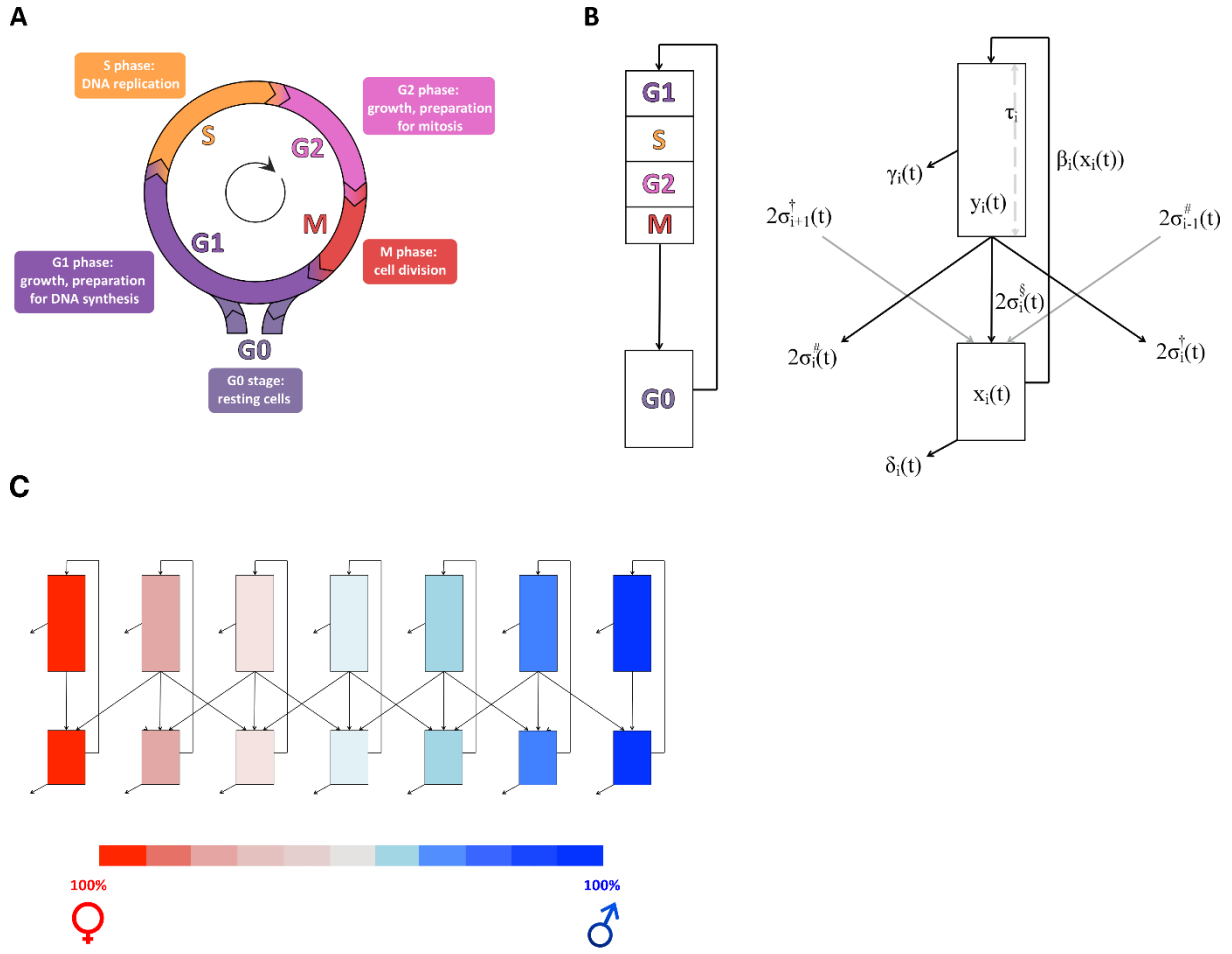 A
S phase:
DNA replication
G2 phase:
growth, preparation
for mitosis
S
G2
M
G1
M phase:
cell division
G1 phase:
growth, preparation
for DNA synthesis
G0
G0 stage:
resting cells
B
G1
S
G2
M
G0
τᵢ
βᵢ(xᵢ(t))
γᵢ(t)
yᵢ(t)
2σ†ᵢ₊₁(t)
2σ#ᵢ₋₁(t)
2σ§ᵢ(t)
2σ#ᵢ(t)
2σ†ᵢ(t)
xᵢ(t)
δᵢ(t)
C
100%
100%
♀
♂